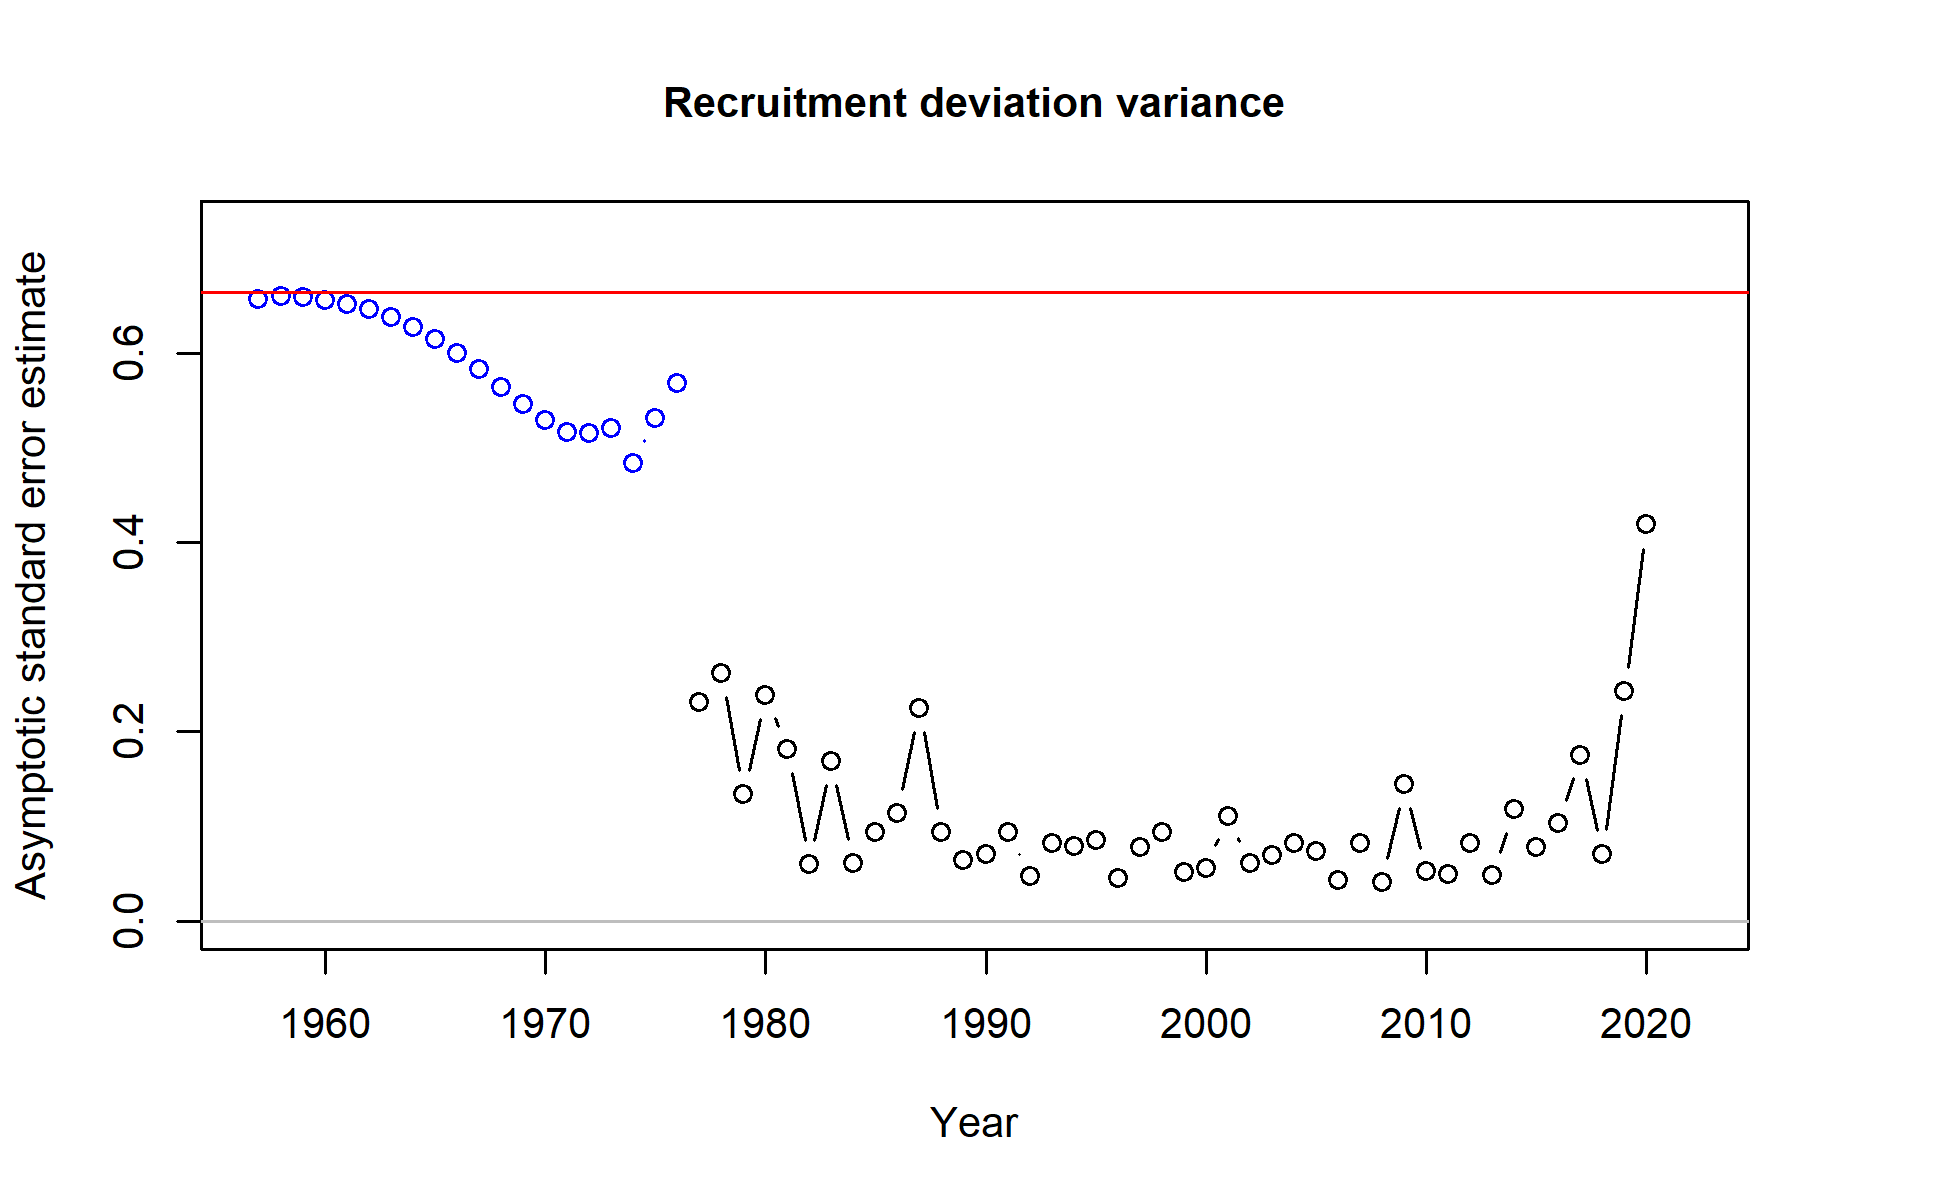 Recruitment deviation variance
Asymptotic standard error estimate
0.6
0.4
0.2
0.0
1960 1970 1980 1990 2000 2010 2020
Year